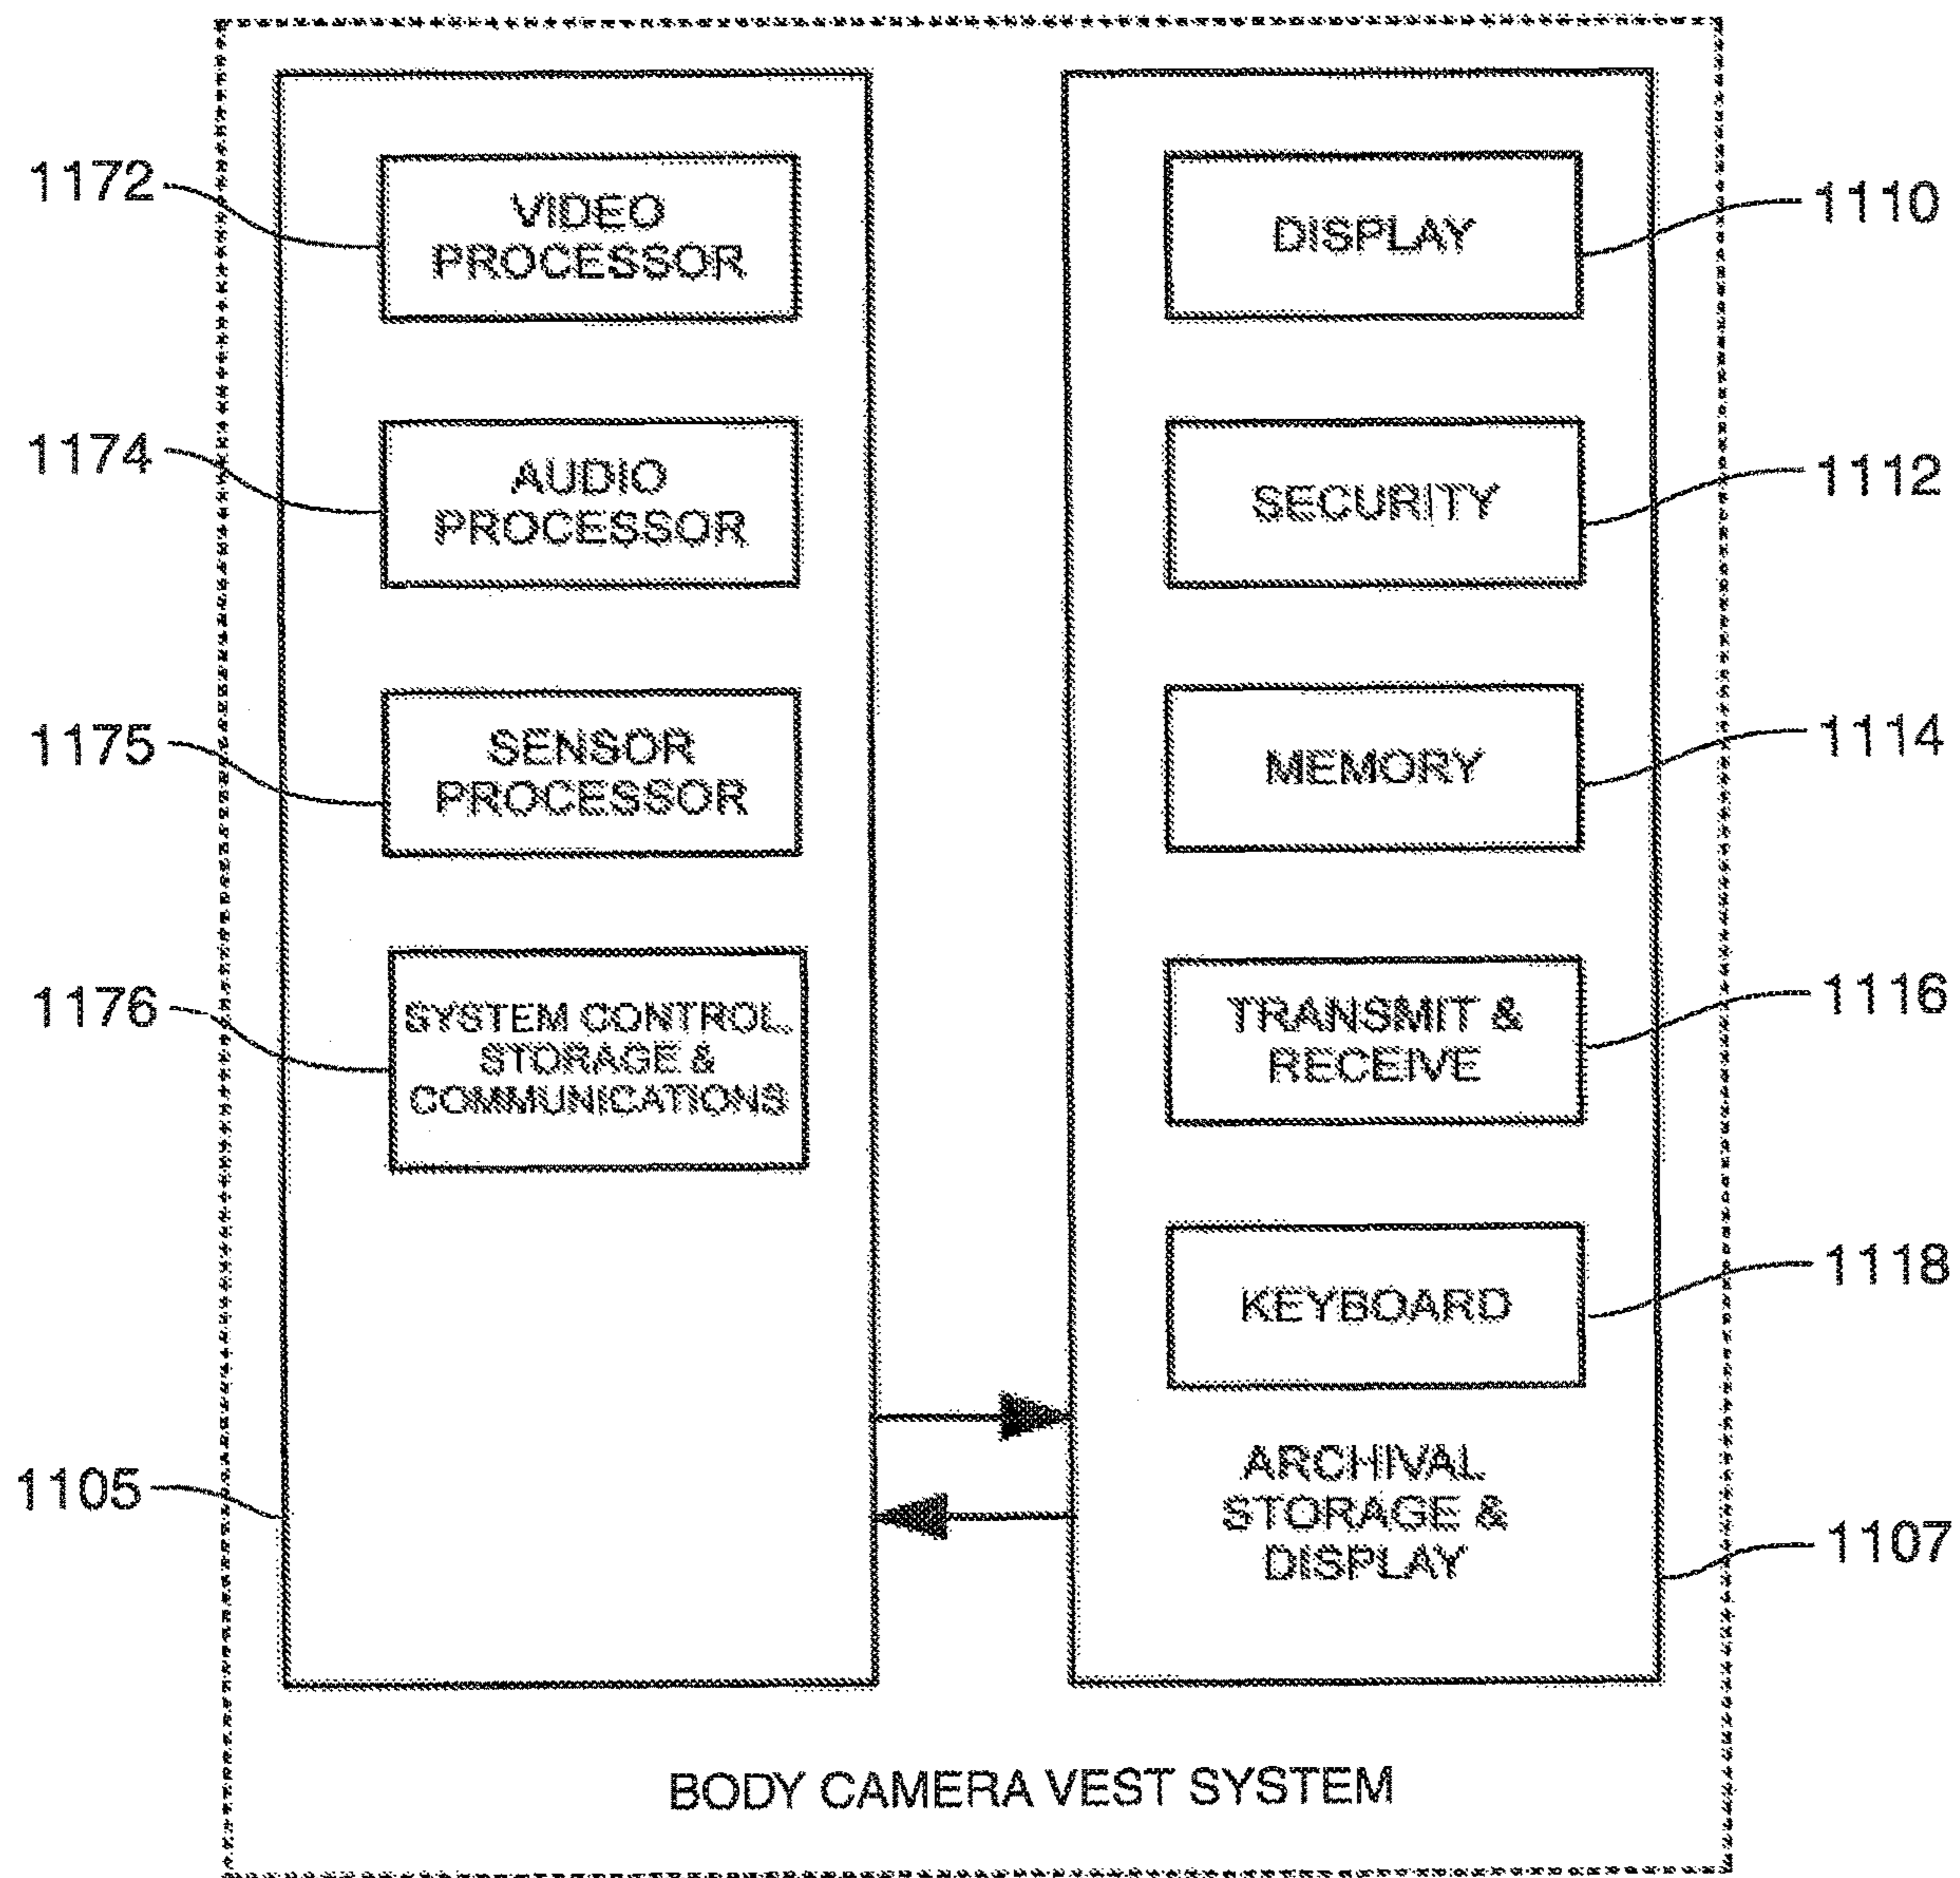 1172
VIDEO
PROCESSOR
1174
AUDIO
PROCESSOR
1175
SENSOR
PROCESSOR
1176
SYSTEM CONTROL,
STORAGE &
COMMUNICATIONS
1105
DISPLAY
1110
SECURITY
1112
MEMORY
1114
TRANSMIT &
RECEIVE
1116
KEYBOARD
1118
ARCHIVAL
STORAGE &
DISPLAY
1107
BODY CAMERA VEST SYSTEM